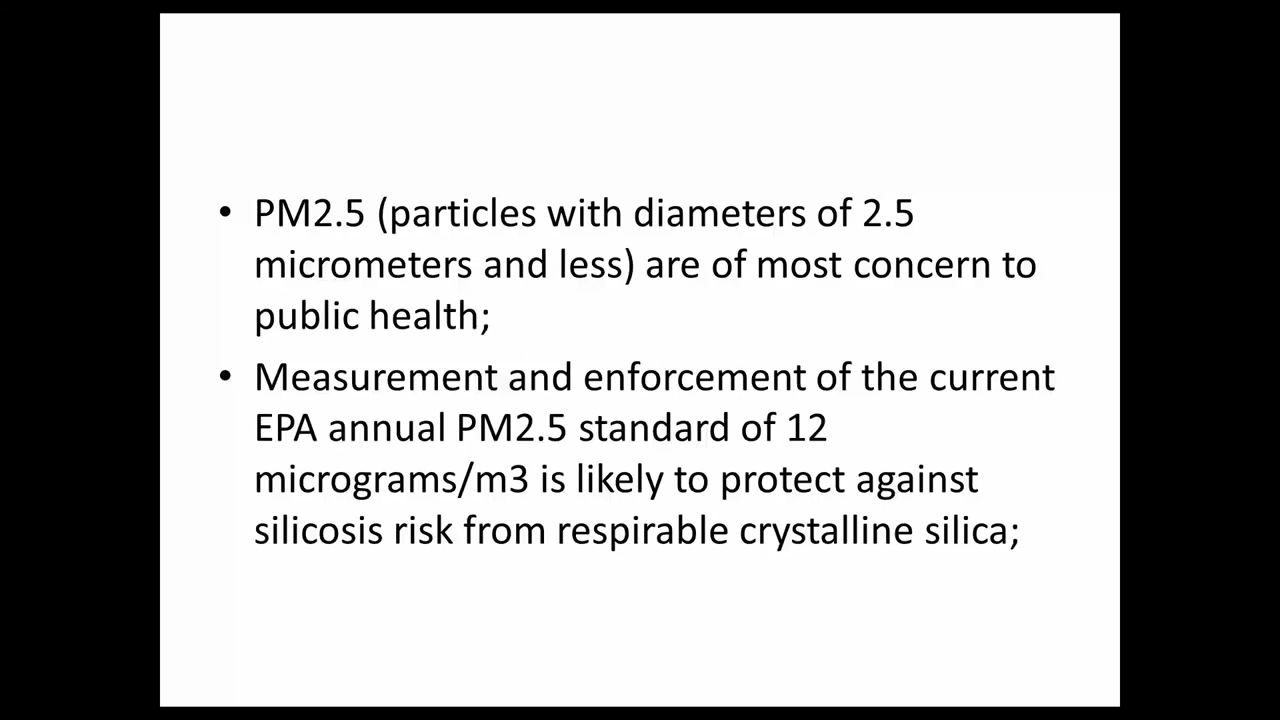 • PM2.5 (particles with diameters of 2.5
micrometers and less) are of most concern to
public health;
• Measurement and enforcement of the current
EPA annual PM2.5 standard of 12
micrograms/m3 is likely to protect against
silicosis risk from respirable crystalline silica;